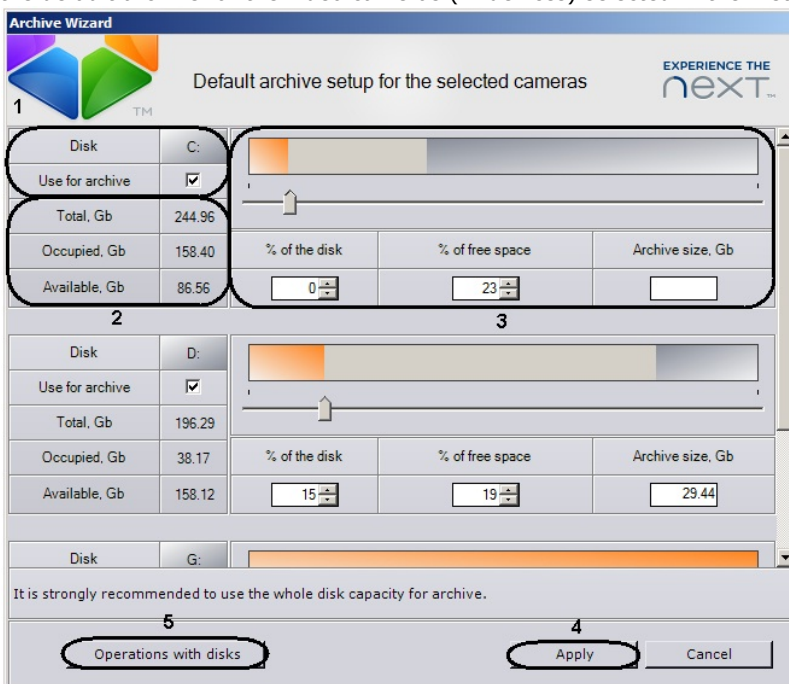 Archive Wizard
1
TM
Default archive setup for the selected cameras
EXPERIENCE THE
next
Disk C:
Use for archive
Total, Gb 244.96
Occupied, Gb 158.40
Available, Gb 86.56
% of the disk % of free space Archive size, Gb
0 23
2
3
Disk D:
Use for archive
Total, Gb 196.29
Occupied, Gb 38.17
Available, Gb 158.12
% of the disk % of free space Archive size, Gb
15 19 29.44
Disk G:
It is strongly recommended to use the whole disk capacity for archive.
5
4
Operations with disks Apply Cancel